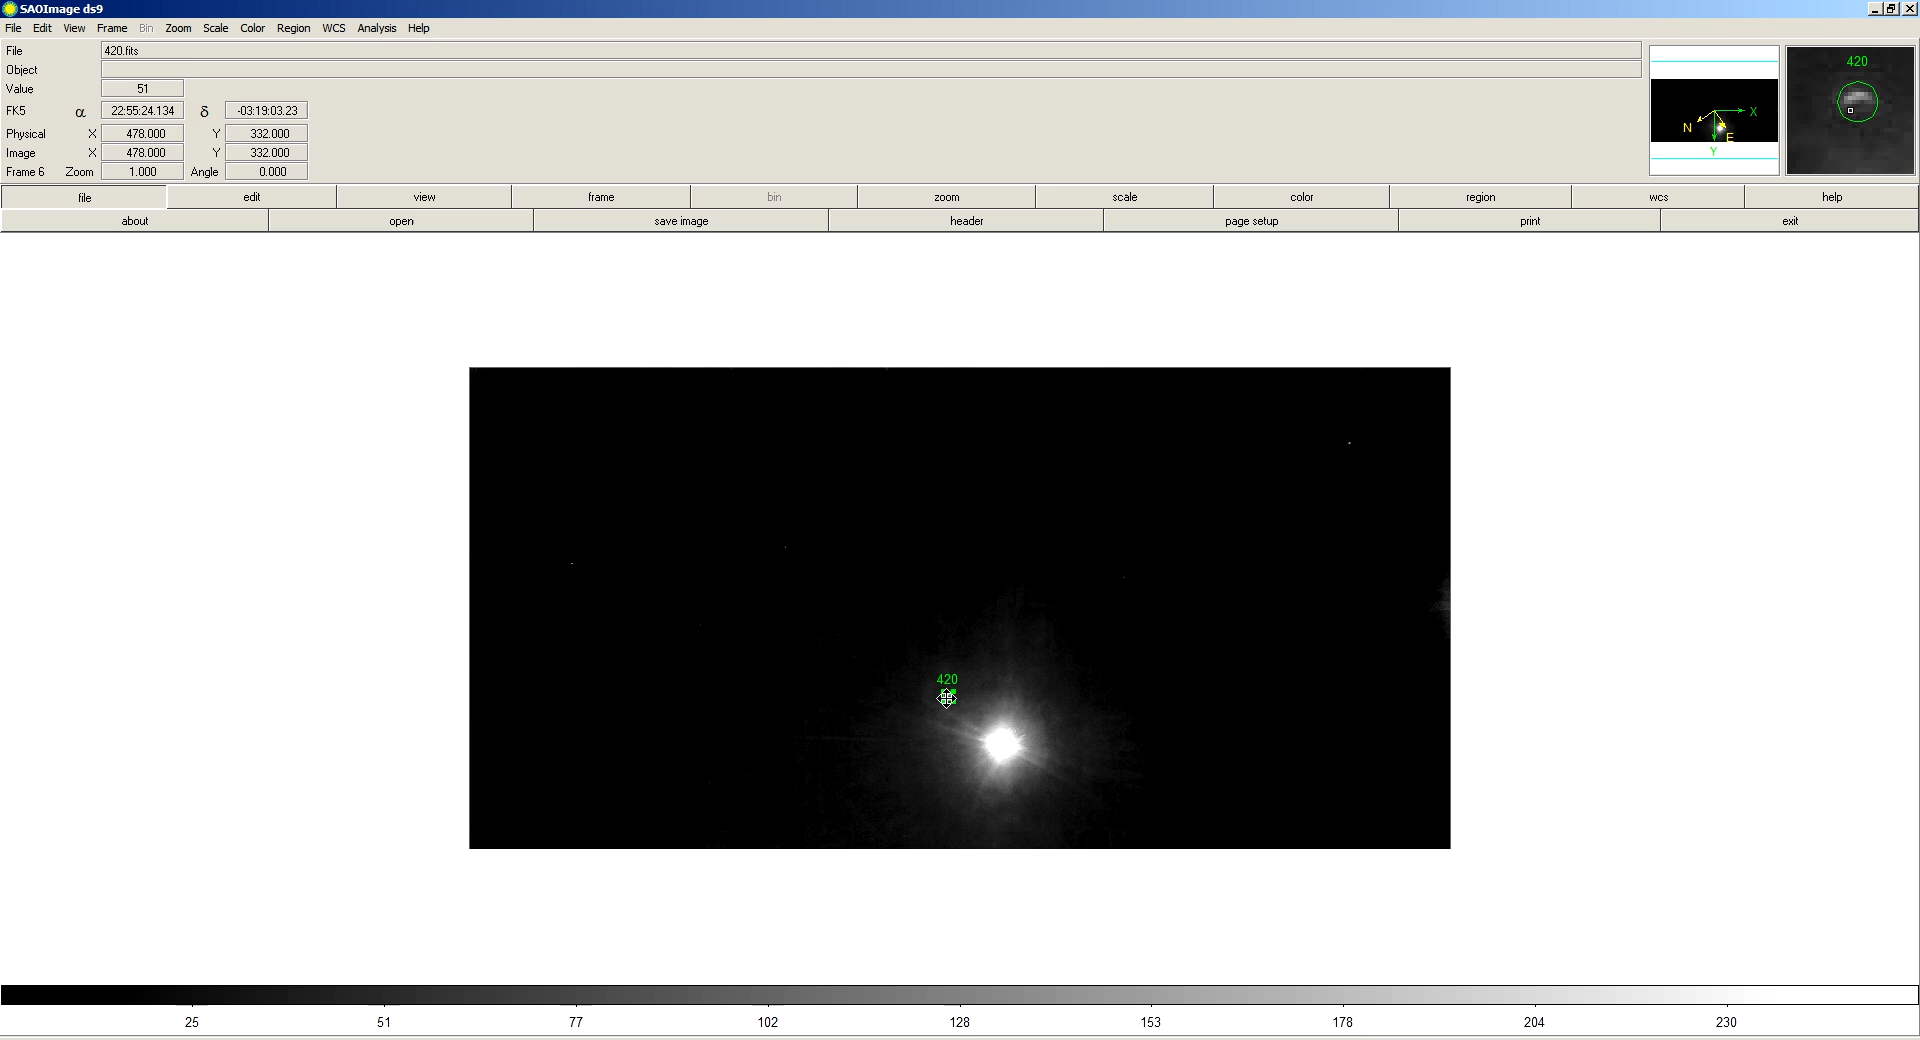 SAOImage ds9
File Edit View Frame Bin Zoom Scale Color Region WCS Analysis Help
File 420.fits
Object
Value 51
FK5 α 22:55:24.134 δ -03:19:03.23
Physical X 478.000 Y 332.000
Image X 478.000 Y 332.000
Frame 6 Zoom 1.000 Angle 0.000
X
N
E
Y
420
file edit view frame bin zoom scale color region wcs help
about open save image header page setup print exit
420
25 51 77 102 128 153 178 204 230